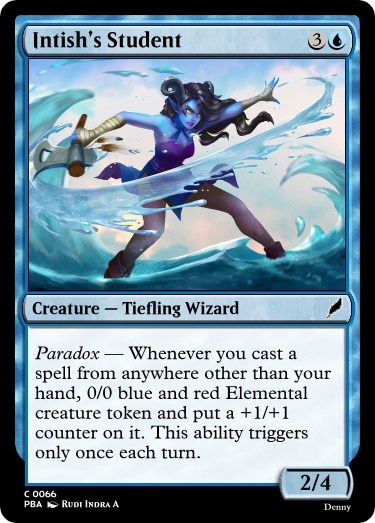 Intish's Student 3
Creature — Tiefling Wizard
Paradox — Whenever you cast a
spell from anywhere other than your
hand, 0/0 blue and red Elemental
creature token and put a +1/+1
counter on it. This ability triggers
only once each turn.
2/4
C 0066
PBA RUDI INDRA A
Denny